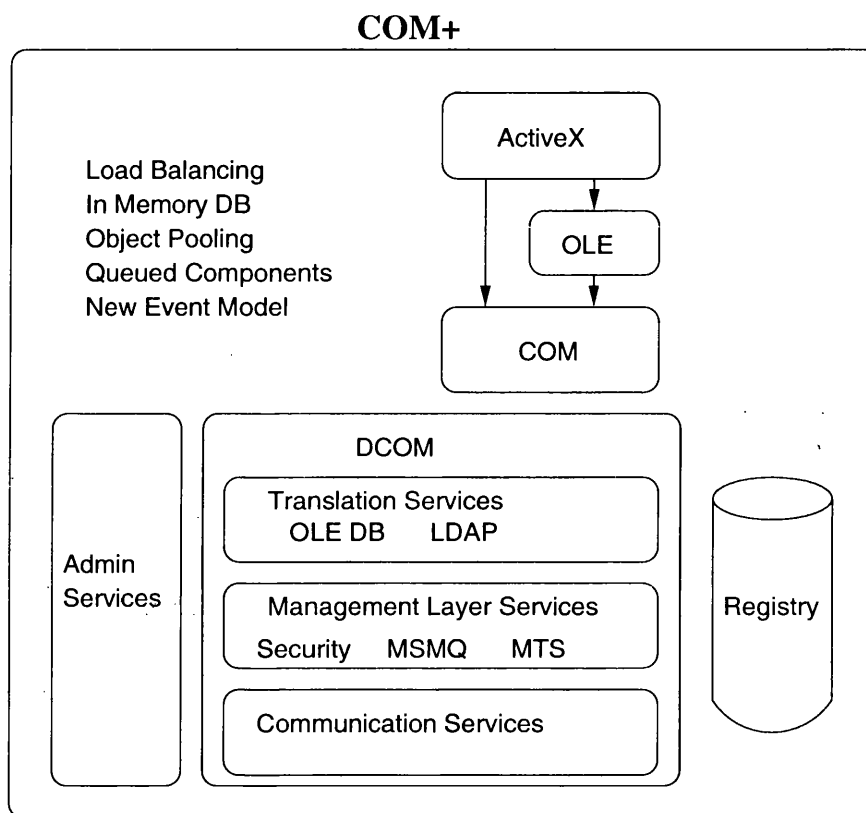 COM+
ActiveX
Load Balancing
In Memory DB
Object Pooling
Queued Components
New Event Model
OLE
COM
DCOM
Translation Services
OLE DB LDAP
Admin
Services
Management Layer Services
Security MSMQ MTS
Registry
Communication Services